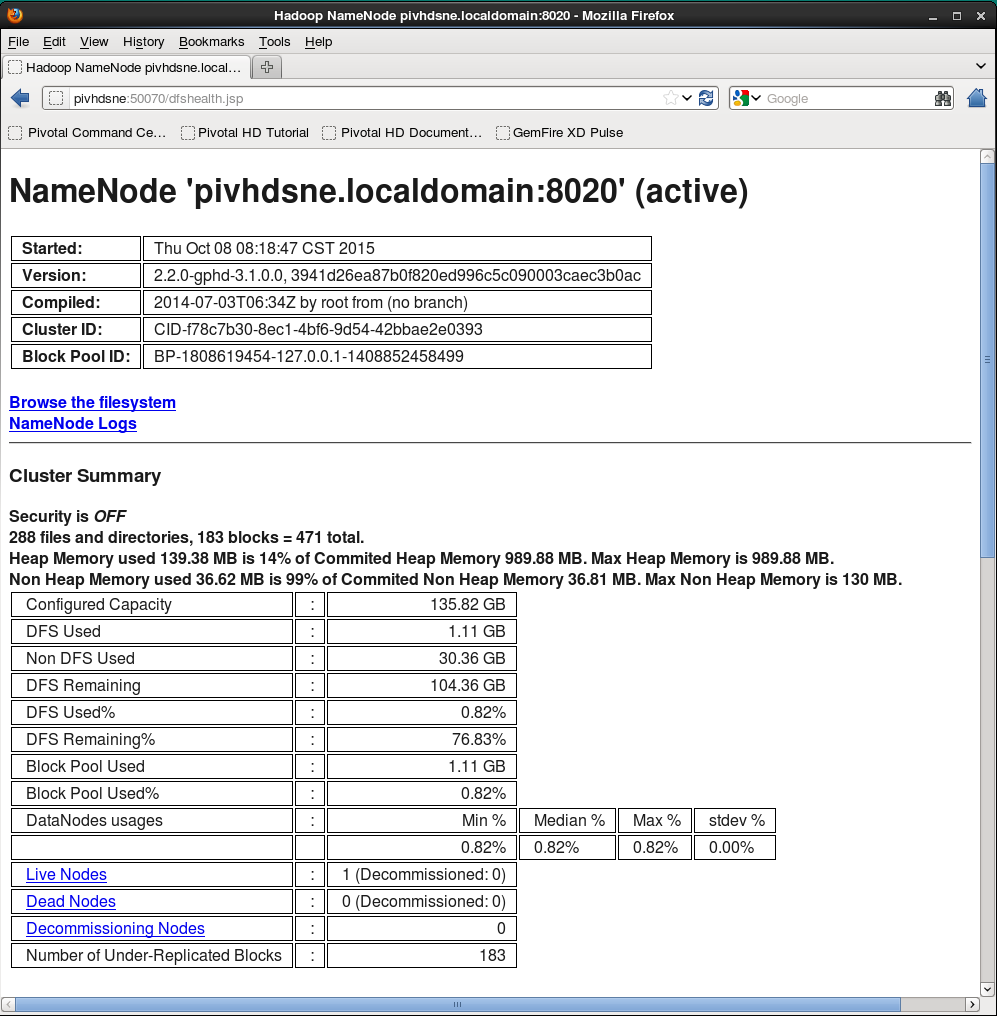 Hadoop NameNode pivhdsne.localdomain:8020 - Mozilla Firefox
File Edit View History Bookmarks Tools Help
Hadoop NameNode pivhdsne.local...
pivhdsne:50070/dfshealth.jsp Google
Pivotal Command Ce... Pivotal HD Tutorial Pivotal HD Document... GemFire XD Pulse
NameNode 'pivhdsne.localdomain:8020' (active)
Started: Thu Oct 08 08:18:47 CST 2015
Version: 2.2.0-gphd-3.1.0.0, 3941d26ea87b0f820ed996c5c090003caec3b0ac
Compiled: 2014-07-03T06:34Z by root from (no branch)
Cluster ID: CID-f78c7b30-8ec1-4bf6-9d54-42bbae2e0393
Block Pool ID: BP-1808619454-127.0.0.1-1408852458499
Browse the filesystem
NameNode Logs
Cluster Summary
Security is OFF
288 files and directories, 183 blocks = 471 total.
Heap Memory used 139.38 MB is 14% of Commited Heap Memory 989.88 MB. Max Heap Memory is 989.88 MB.
Non Heap Memory used 36.62 MB is 99% of Commited Non Heap Memory 36.81 MB. Max Non Heap Memory is 130 MB.
Configured Capacity : 135.82 GB
DFS Used : 1.11 GB
Non DFS Used : 30.36 GB
DFS Remaining : 104.36 GB
DFS Used% : 0.82%
DFS Remaining% : 76.83%
Block Pool Used : 1.11 GB
Block Pool Used% : 0.82%
DataNodes usages : Min % Median % Max % stdev %
0.82% 0.82% 0.82% 0.00%
Live Nodes : 1 (Decommissioned: 0)
Dead Nodes : 0 (Decommissioned: 0)
Decommissioning Nodes : 0
Number of Under-Replicated Blocks : 183